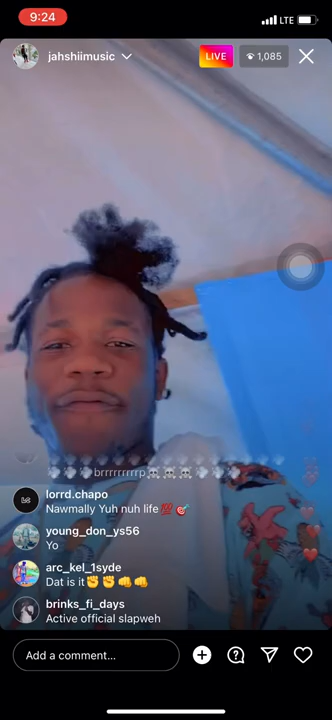 9:24
LTE
jahshiimusic
LIVE
1,085
💨💨💨brrrrrrrrrp☠️☠️☠️💨💨💨
lorrd.chapo
Nawmally Yuh nuh life💯🎯
young_don_ys56
Yo
arc_kel_1syde
Dat is it✊✊👊👊
brinks_fi_days
Active official slapweh
Add a comment...